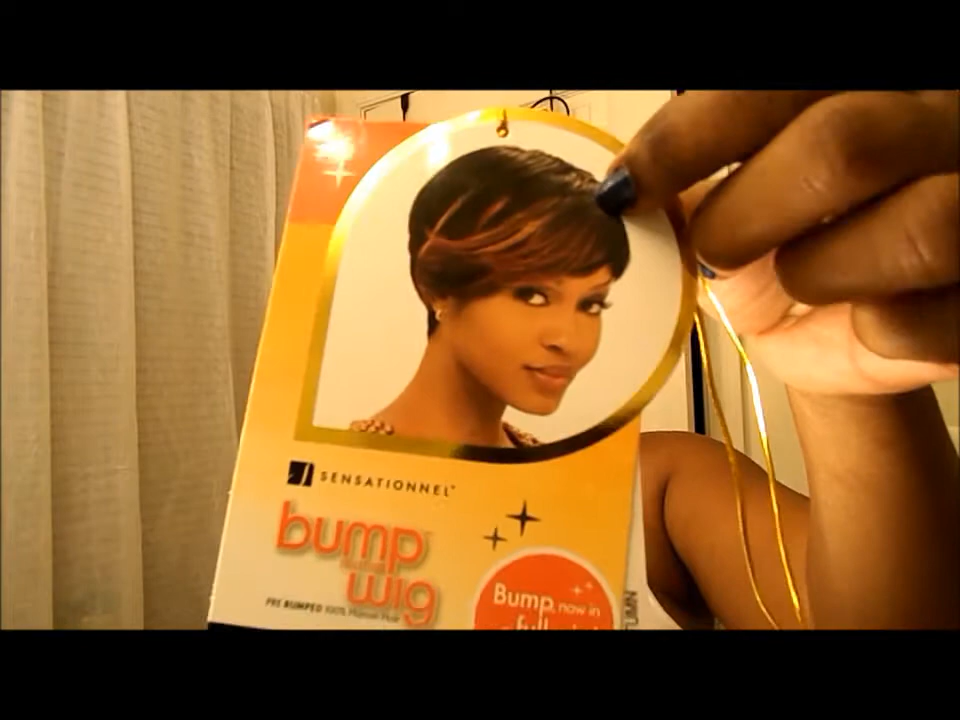 SENSATIONNEL
bump
wig
PRE BUMPED 100% Human Hair
Bump, now in